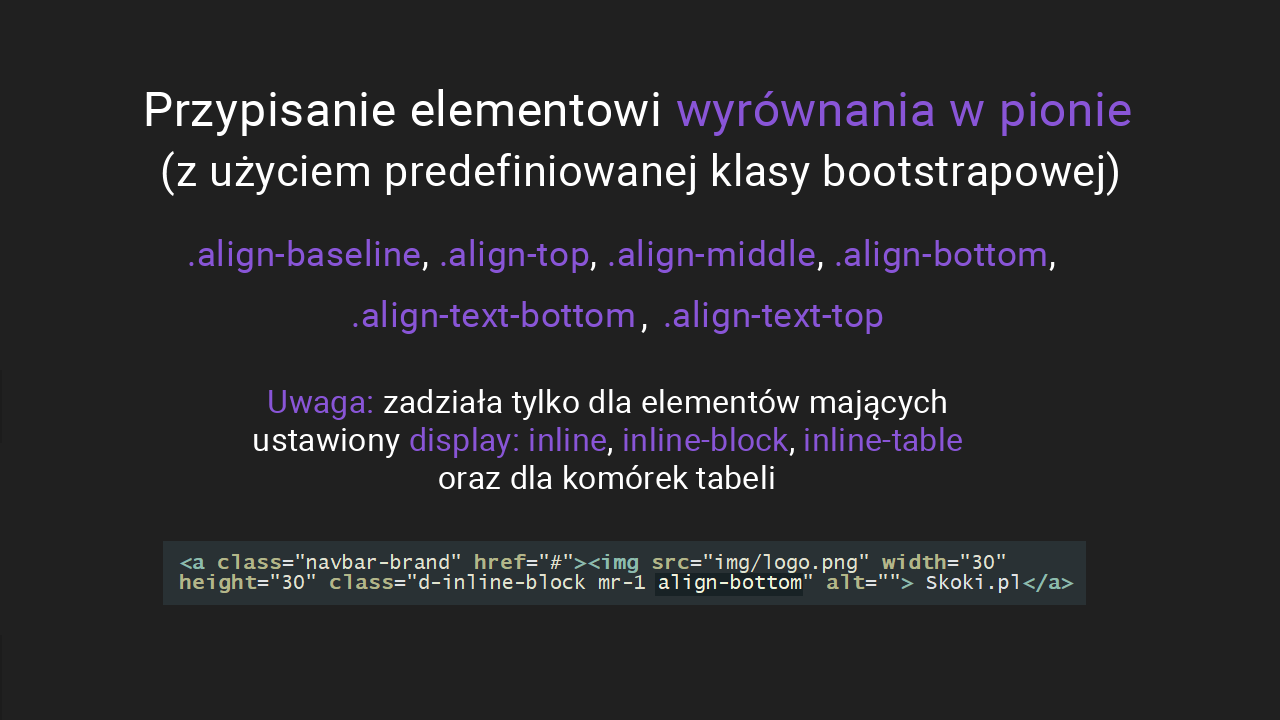 Przypisanie elementowi wyrównania w pionie
(z użyciem predefiniowanej klasy bootstrapowej)
.align-baseline, .align-top, .align-middle, .align-bottom,
.align-text-bottom, .align-text-top
Uwaga: zadziała tylko dla elementów mających
ustawiony display: inline, inline-block, inline-table
oraz dla komórek tabeli
<a class="navbar-brand" href="#"><img src="img/logo.png" width="30"
height="30" class="d-inline-block mr-1 align-bottom" alt=""> Skoki.pl</a>